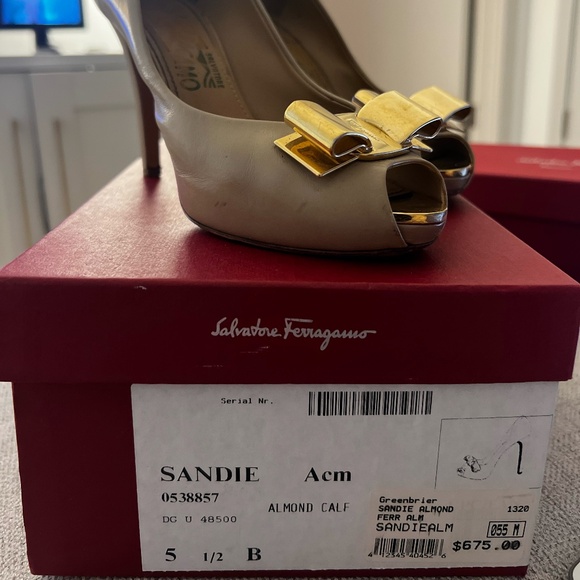 Salvatore Ferragamo
Serial Nr.
SANDIE Acm
0538857
ALMOND CALF
DG U 48500
5 1/2 B
Greenbrier
SANDIE ALMOND 1320
FERR ALM
SANDIEALM 055 M
$675.00